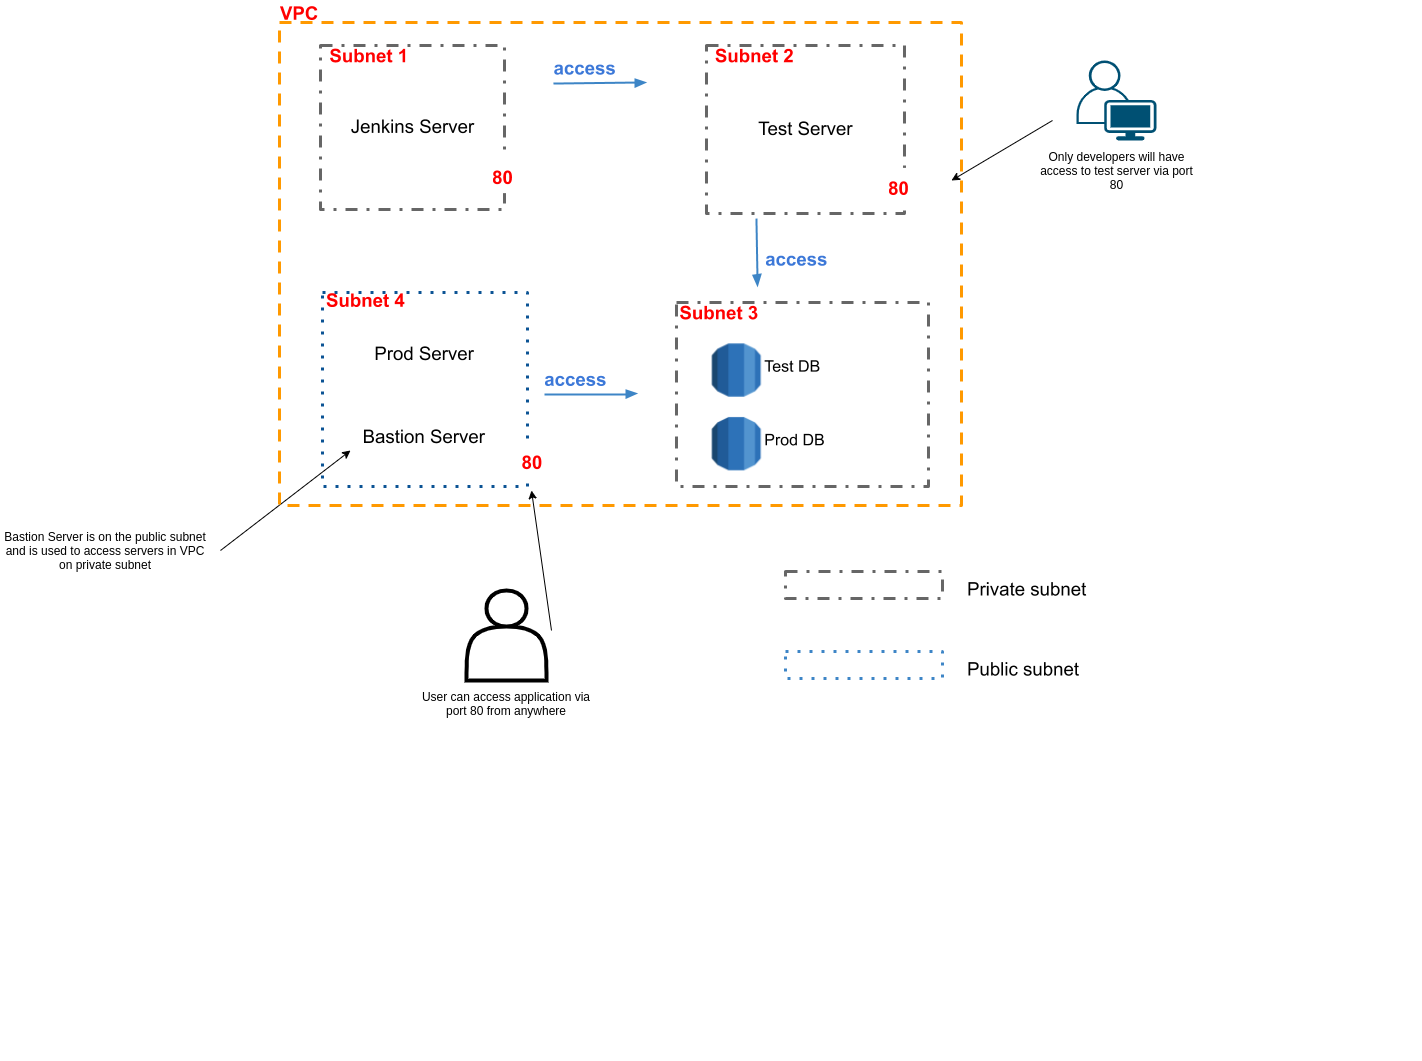 VPC
Subnet 1
access
Subnet 2
Jenkins Server
Test Server
80
80
Only developers will have
access to test server via port
80
access
Subnet 4
Subnet 3
Prod Server
Test DB
access
Bastion Server
Prod DB
80
Bastion Server is on the public subnet
and is used to access servers in VPC
on private subnet
Private subnet
Public subnet
User can access application via
port 80 from anywhere